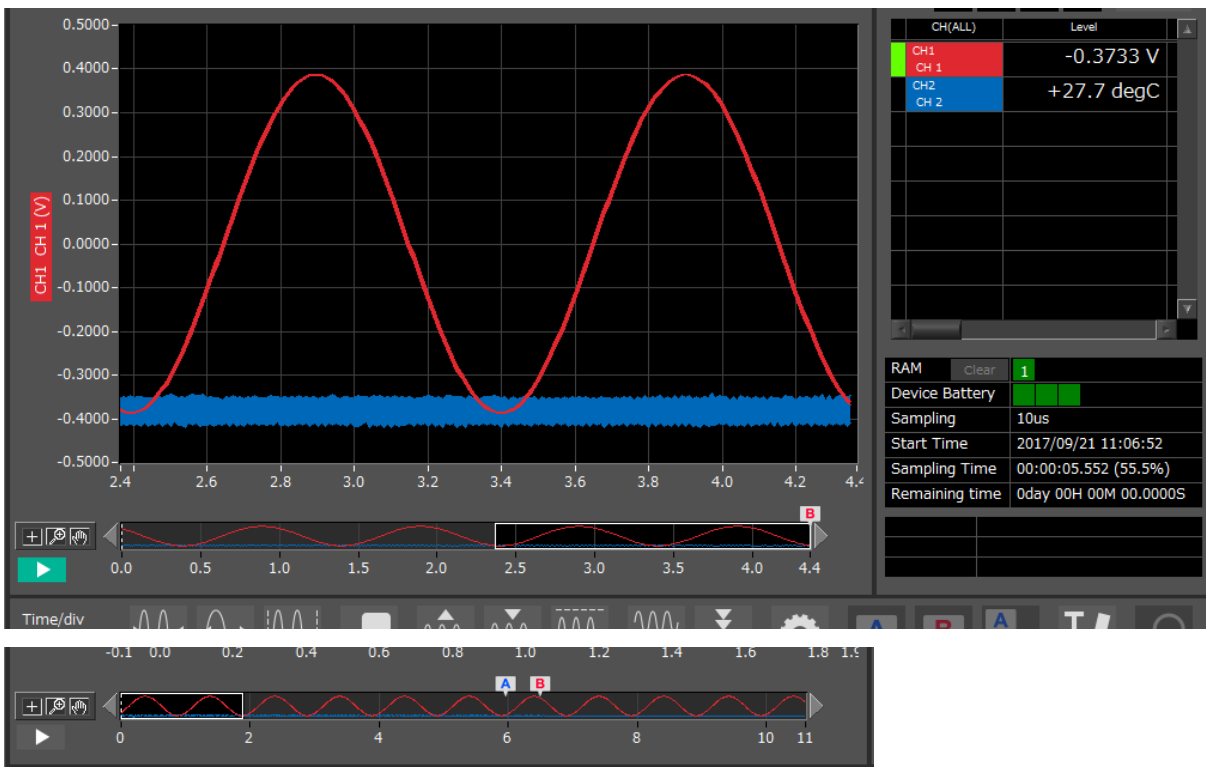 0.5000
0.4000
0.3000
0.2000
0.1000
0.0000
-0.1000
-0.2000
-0.3000
-0.4000
-0.5000
CH1 CH 1 (V)
2.4 2.6 2.8 3.0 3.2 3.4 3.6 3.8 4.0 4.2 4.4
B
0.0 0.5 1.0 1.5 2.0 2.5 3.0 3.5 4.0 4.4
CH(ALL) Level
CH1
CH 1
-0.3733 V
CH2
CH 2
+27.7 degC
RAM Clear 1
Device Battery
Sampling 10us
Start Time 2017/09/21 11:06:52
Sampling Time 00:00:05.552 (55.5%)
Remaining time 0day 00H 00M 00.0000S
Time/div
A B A T
-0.1 0.0 0.2 0.4 0.6 0.8 1.0 1.2 1.4 1.6 1.8 1.9
A B
0 2 4 6 8 10 11